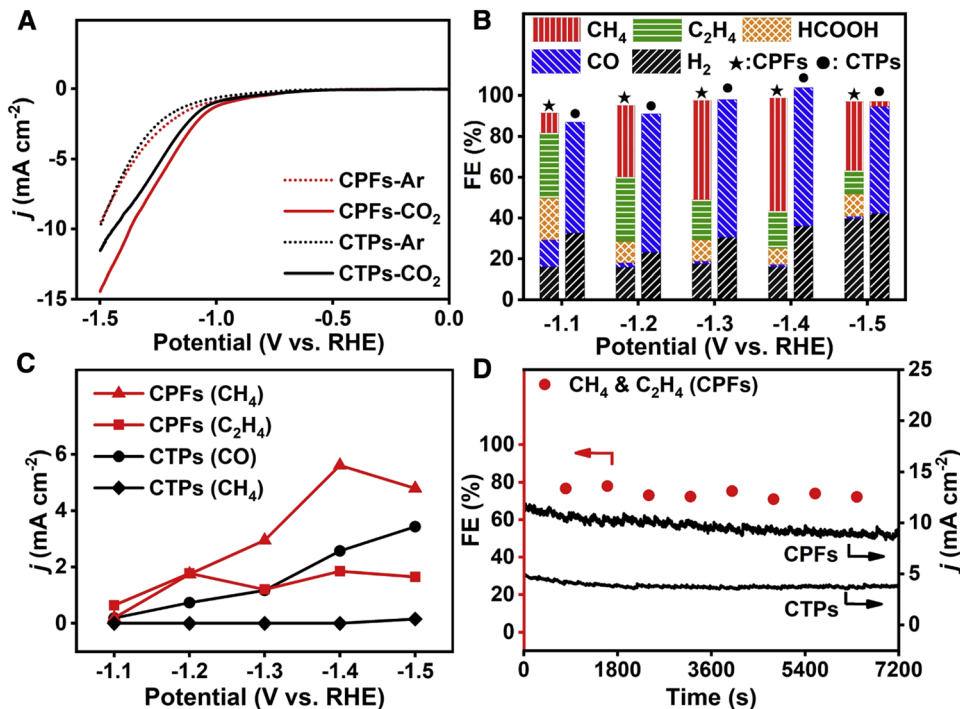 A
0
-5
-10
-15
j (mA cm⁻²)
CPFs-Ar
CPFs-CO₂
CTPs-Ar
CTPs-CO₂
-1.5 -1.0 -0.5 0.0
Potential (V vs. RHE)
B
CH₄ C₂H₄ HCOOH
CO H₂ ★:CPFs ●: CTPs
100
80
60
40
20
0
FE (%)
-1.1 -1.2 -1.3 -1.4 -1.5
Potential (V vs. RHE)
C
CPFs (CH₄)
CPFs (C₂H₄)
CTPs (CO)
CTPs (CH₄)
6
4
2
0
j (mA cm⁻²)
-1.1 -1.2 -1.3 -1.4 -1.5
Potential (V vs. RHE)
D
CH₄ & C₂H₄ (CPFs)
100
80
60
40
20
0
FE (%)
CPFs
CTPs
25
20
15
10
5
0
j (mA cm⁻²)
0 1800 3600 5400 7200
Time (s)